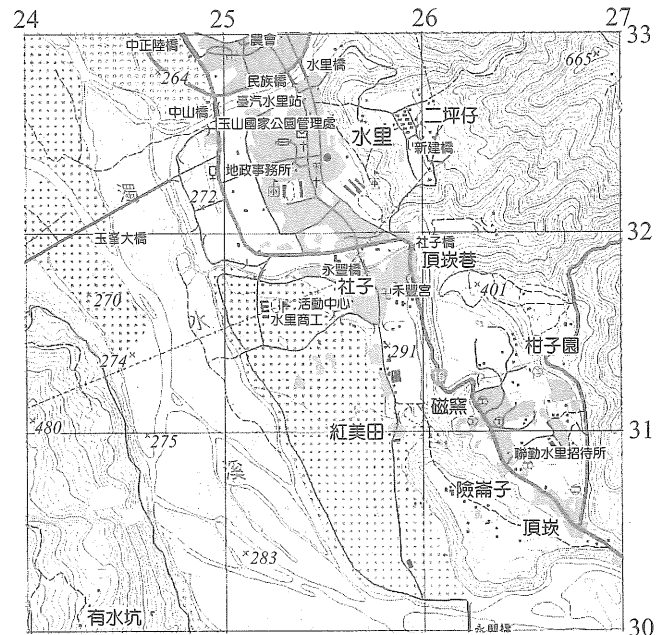 24 25 26 27
33
中正陸橋
農會
264
民族橋
水里橋
665
臺汽水里站
中山橋
玉山國家公園管理處
水里
二坪仔
新建橋
地政事務所
濁
272
32
玉峯大橋
社子橋
頂崁巷
永豐橋
社子
禾豐宮
401
270
水
活動中心
水里商工
柑子園
274
291
磁窯
480
275
紅美田
31
聯勤水里招待所
溪
險崙子
頂崁
283
有水坑
30
永興橋